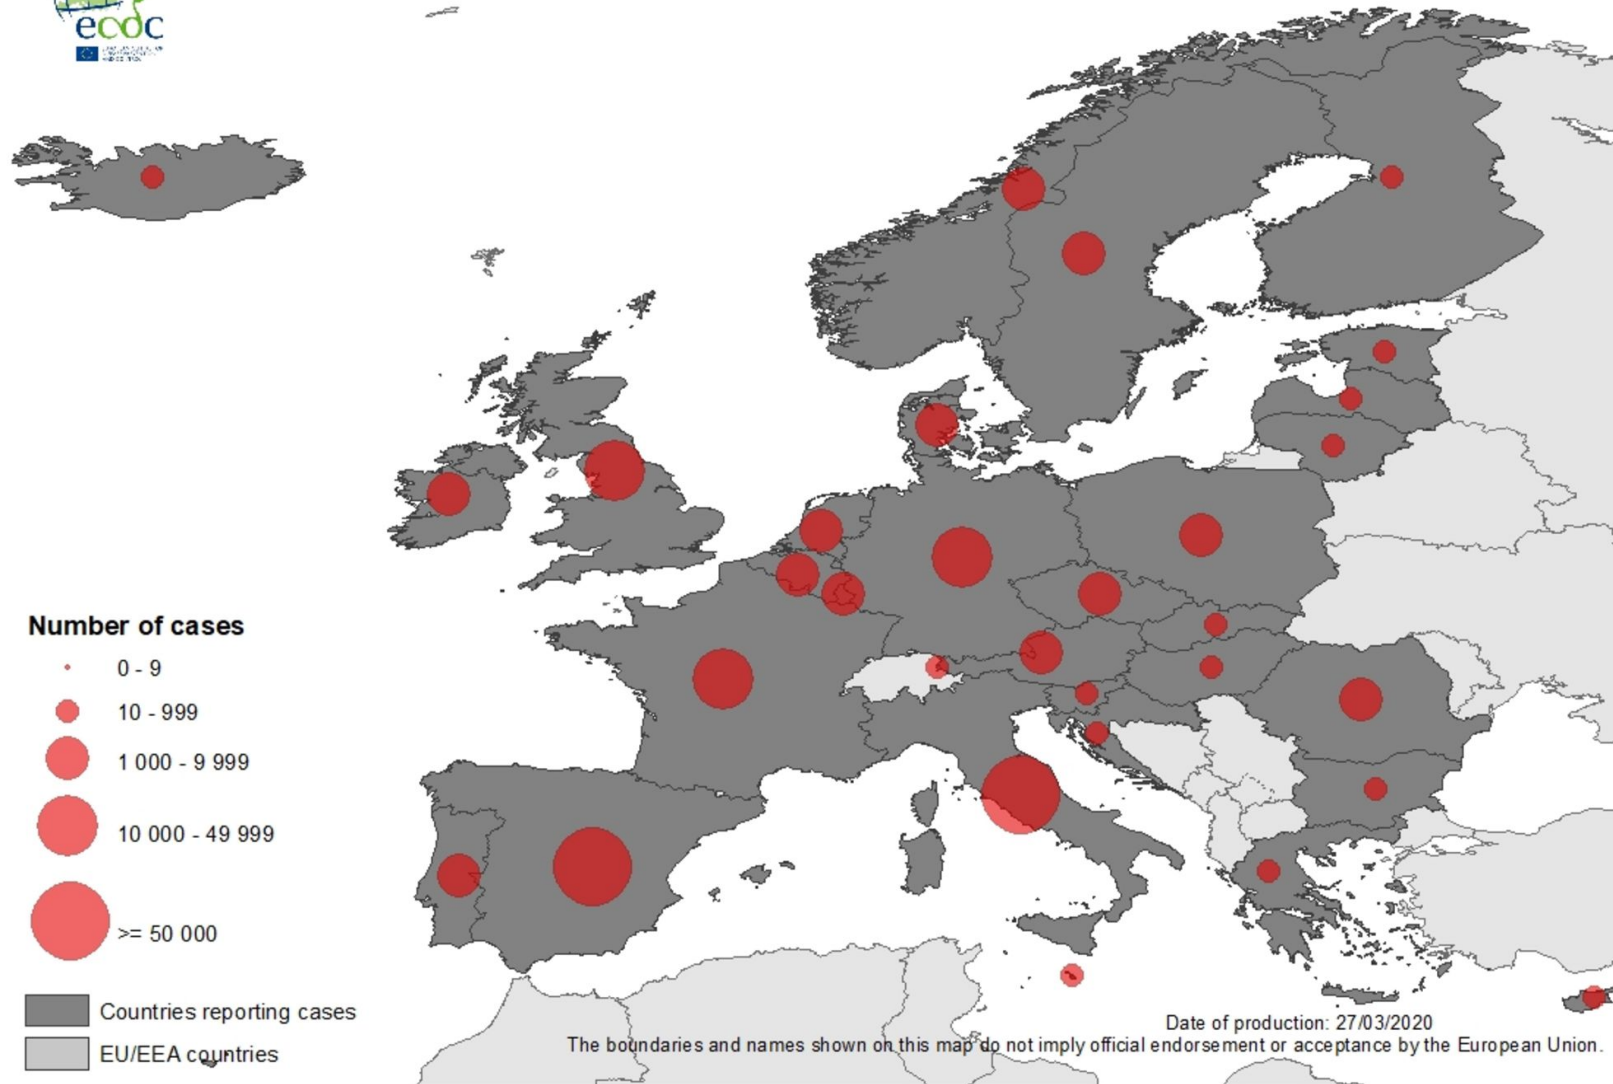 ecdc
Number of cases
0 - 9
10 - 999
1 000 - 9 999
10 000 - 49 999
>= 50 000
Countries reporting cases
EU/EEA countries
Date of production: 27/03/2020
The boundaries and names shown on this map do not imply official endorsement or acceptance by the European Union.